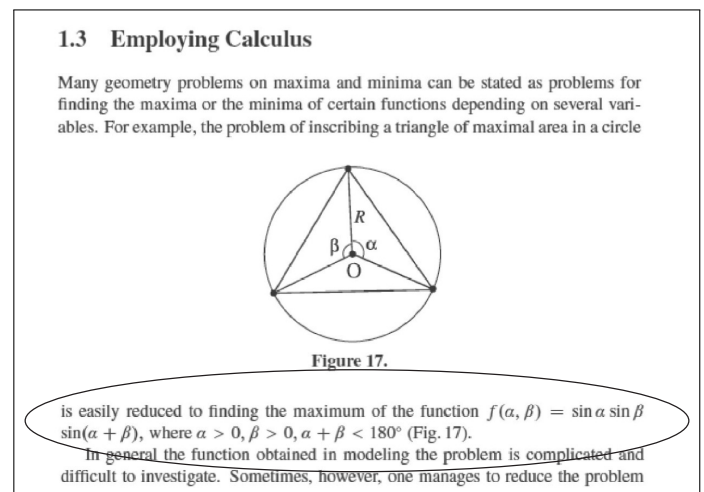 1.3 Employing Calculus
Many geometry problems on maxima and minima can be stated as problems for
finding the maxima or the minima of certain functions depending on several vari-
ables. For example, the problem of inscribing a triangle of maximal area in a circle
R
β α
O
Figure 17.
is easily reduced to finding the maximum of the function f(α, β) = sin α sin β
sin(α + β), where α > 0, β > 0, α + β < 180° (Fig. 17).
In general the function obtained in modeling the problem is complicated and
difficult to investigate. Sometimes, however, one manages to reduce the problem